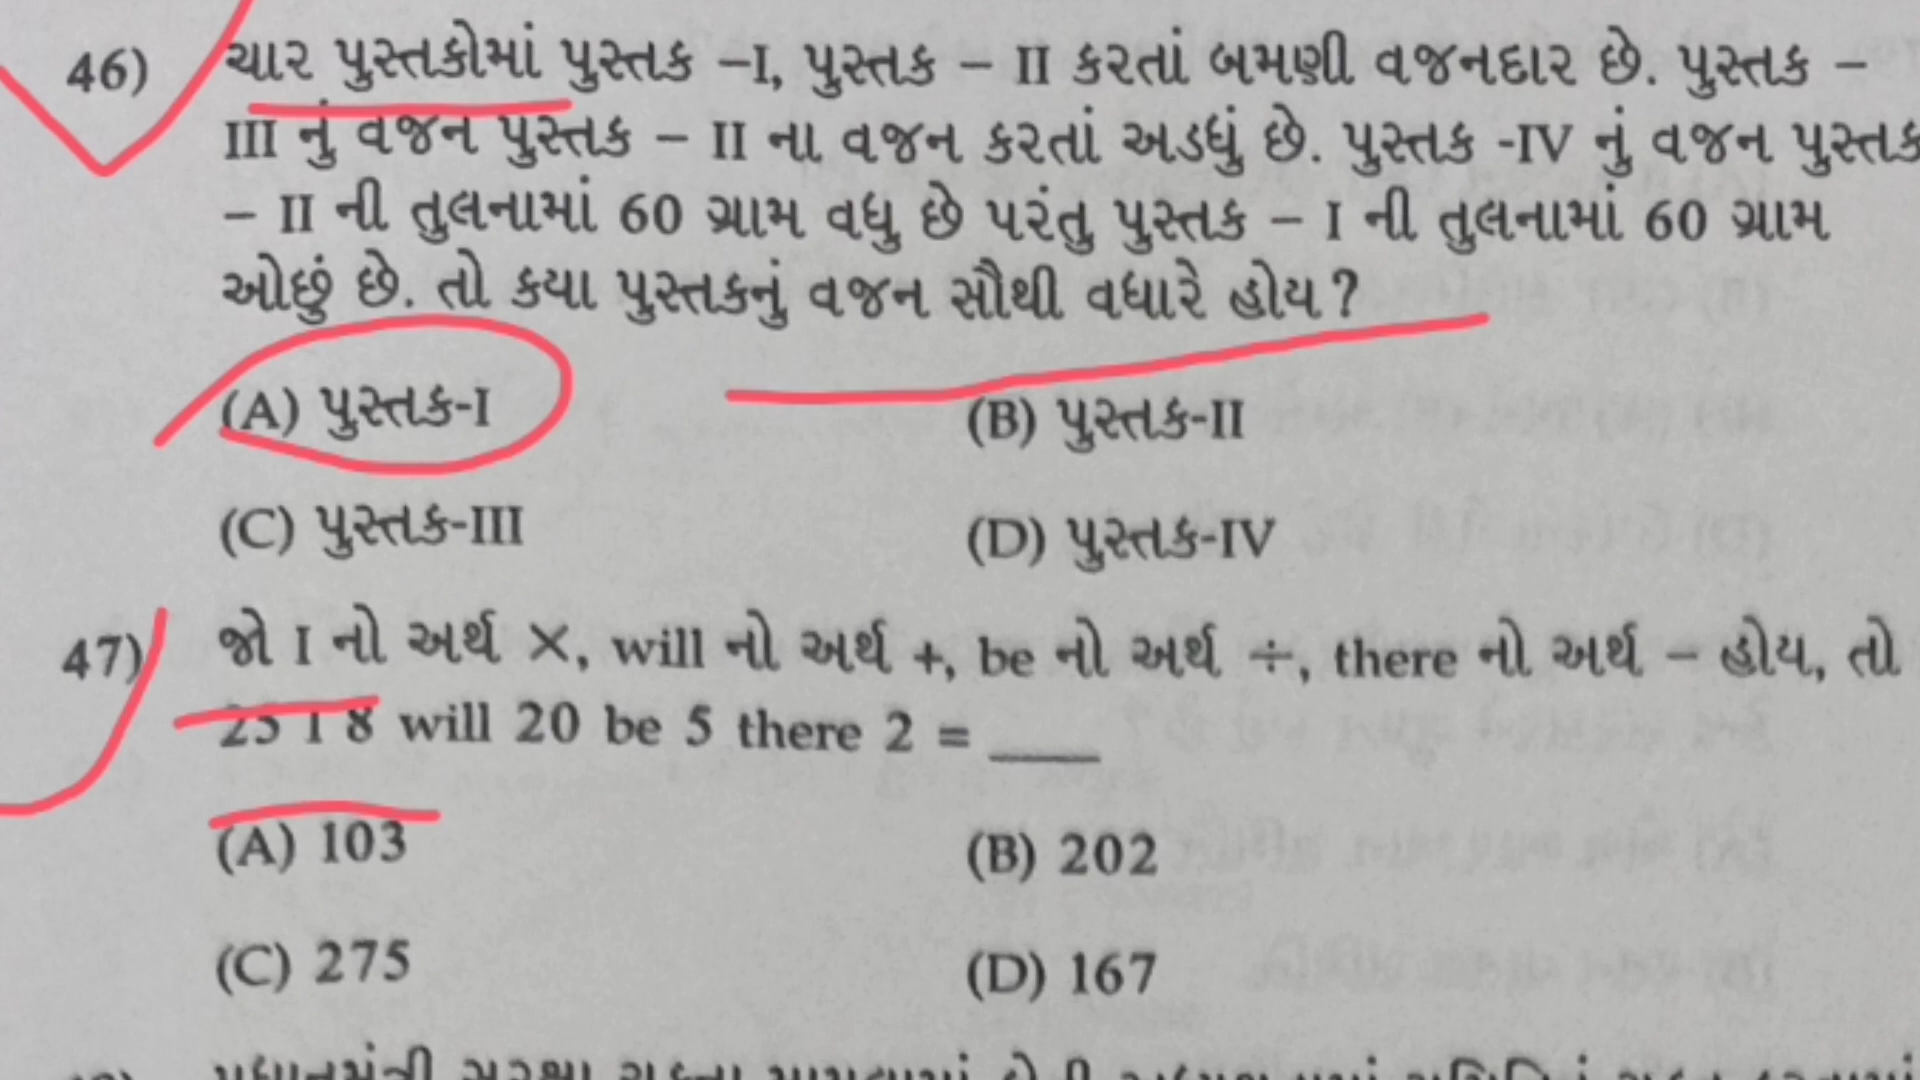 46) ચાર પુસ્તકોમાં પુસ્તક –I, પુસ્તક – II કરતાં બમણી વજનદાર છે. પુસ્તક –
III નું વજન પુસ્તક – II ના વજન કરતાં અડધું છે. પુસ્તક -IV નું વજન પુસ્તક
– II ની તુલનામાં 60 ગ્રામ વધુ છે પરંતુ પુસ્તક – I ની તુલનામાં 60 ગ્રામ
ઓછું છે. તો કયા પુસ્તકનું વજન સૌથી વધારે હોય?
(A) પુસ્તક-I (B) પુસ્તક-II
(C) પુસ્તક-III (D) પુસ્તક-IV
47) જો I નો અર્થ ×, will નો અર્થ +, be નો અર્થ ÷, there નો અર્થ – હોય, તો
25 I 8 will 20 be 5 there 2 = ____
(A) 103 (B) 202
(C) 275 (D) 167